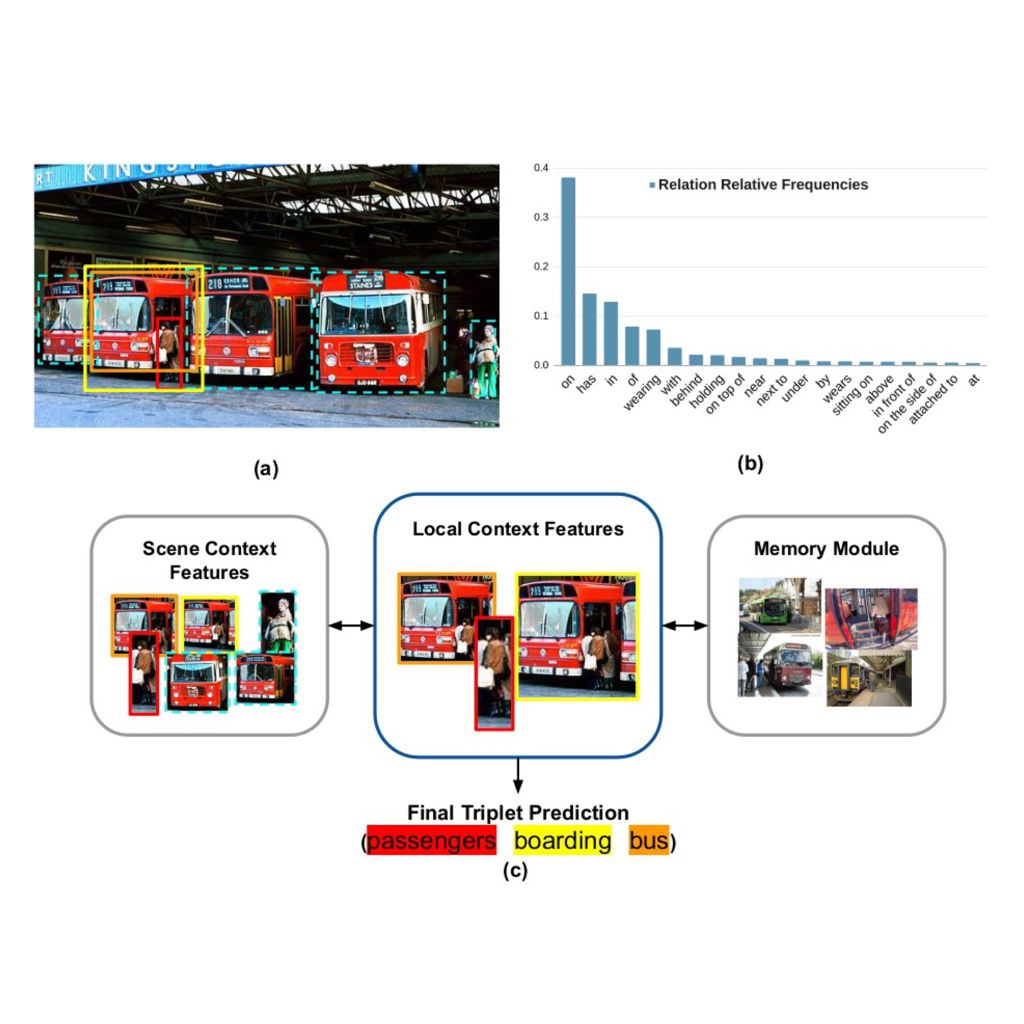 RT KINGST
218 ESHER
216
STAINES
0.4
0.3
0.2
0.1
0.0
Relation Relative Frequencies
on
has
in
of
wearing
with
behind
holding
on top of
near
next to
under
by
wears
sitting on
above
in front of
on the side of
attached to
at
(a)
(b)
Scene Context
Features
Local Context Features
Memory Module
Final Triplet Prediction
(passengers boarding bus)
(c)